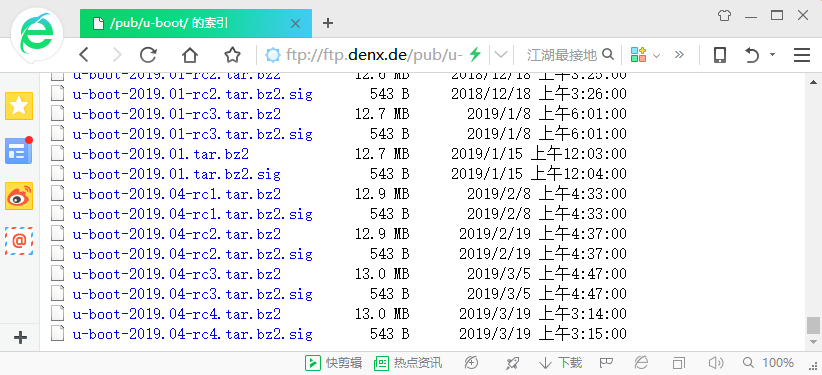 /pub/u-boot/ 的索引
ftp://ftp.denx.de/pub/u- 江湖最接地
u-boot-2019.01-rc2.tar.bz2 12.6 MB 2018/12/18 上午3:25:00
u-boot-2019.01-rc2.tar.bz2.sig 543 B 2018/12/18 上午3:26:00
u-boot-2019.01-rc3.tar.bz2 12.7 MB 2019/1/8 上午6:01:00
u-boot-2019.01-rc3.tar.bz2.sig 543 B 2019/1/8 上午6:01:00
u-boot-2019.01.tar.bz2 12.7 MB 2019/1/15 上午12:03:00
u-boot-2019.01.tar.bz2.sig 543 B 2019/1/15 上午12:04:00
u-boot-2019.04-rc1.tar.bz2 12.9 MB 2019/2/8 上午4:33:00
u-boot-2019.04-rc1.tar.bz2.sig 543 B 2019/2/8 上午4:33:00
u-boot-2019.04-rc2.tar.bz2 12.9 MB 2019/2/19 上午4:37:00
u-boot-2019.04-rc2.tar.bz2.sig 543 B 2019/2/19 上午4:37:00
u-boot-2019.04-rc3.tar.bz2 13.0 MB 2019/3/5 上午4:47:00
u-boot-2019.04-rc3.tar.bz2.sig 543 B 2019/3/5 上午4:47:00
u-boot-2019.04-rc4.tar.bz2 13.0 MB 2019/3/19 上午3:14:00
u-boot-2019.04-rc4.tar.bz2.sig 543 B 2019/3/19 上午3:15:00
快剪辑 热点资讯 下载 100%